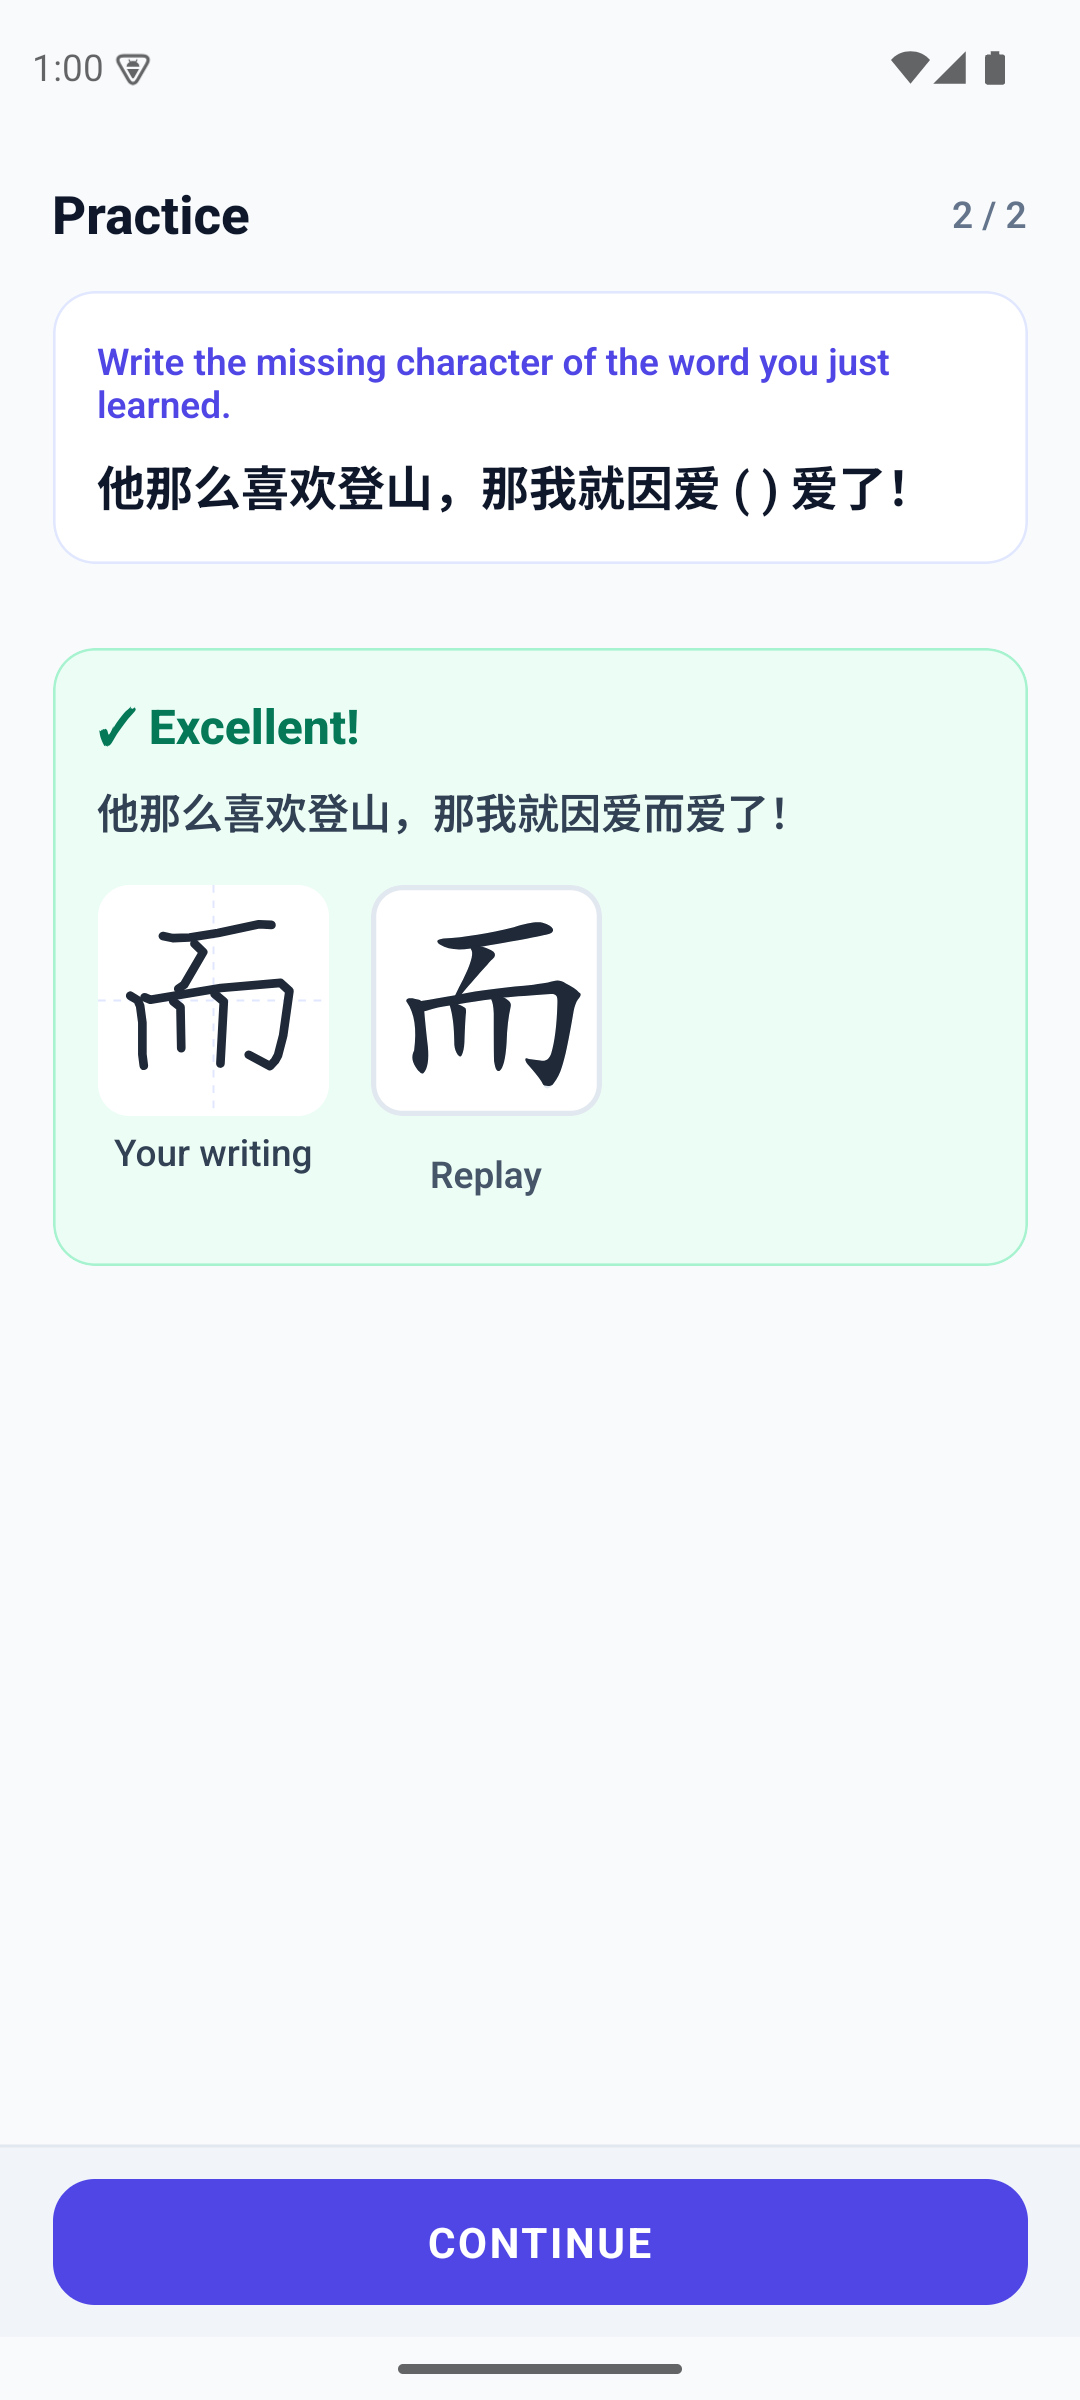 1:00
Practice
2 / 2
Write the missing character of the word you just
learned.
他那么喜欢登山，那我就因爱 ( ) 爱了！
✓ Excellent!
他那么喜欢登山，那我就因爱而爱了！
而
而
Your writing
Replay
CONTINUE